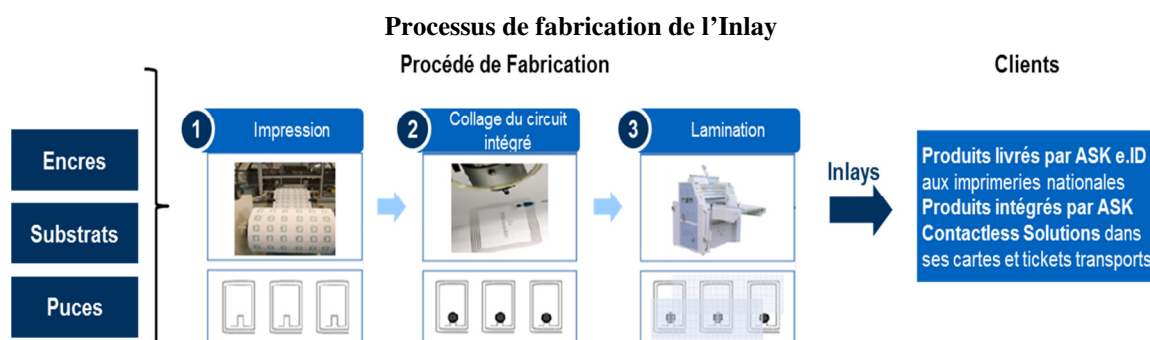 Processus de fabrication de l’Inlay
Procédé de Fabrication
Clients
Encres
Substrats
Puces
1
Impression
2
Collage du circuit
intégré
3
Lamination
Inlays
Produits livrés par ASK e.ID
aux imprimeries nationales
Produits intégrés par ASK
Contactless Solutions dans
ses cartes et tickets transports